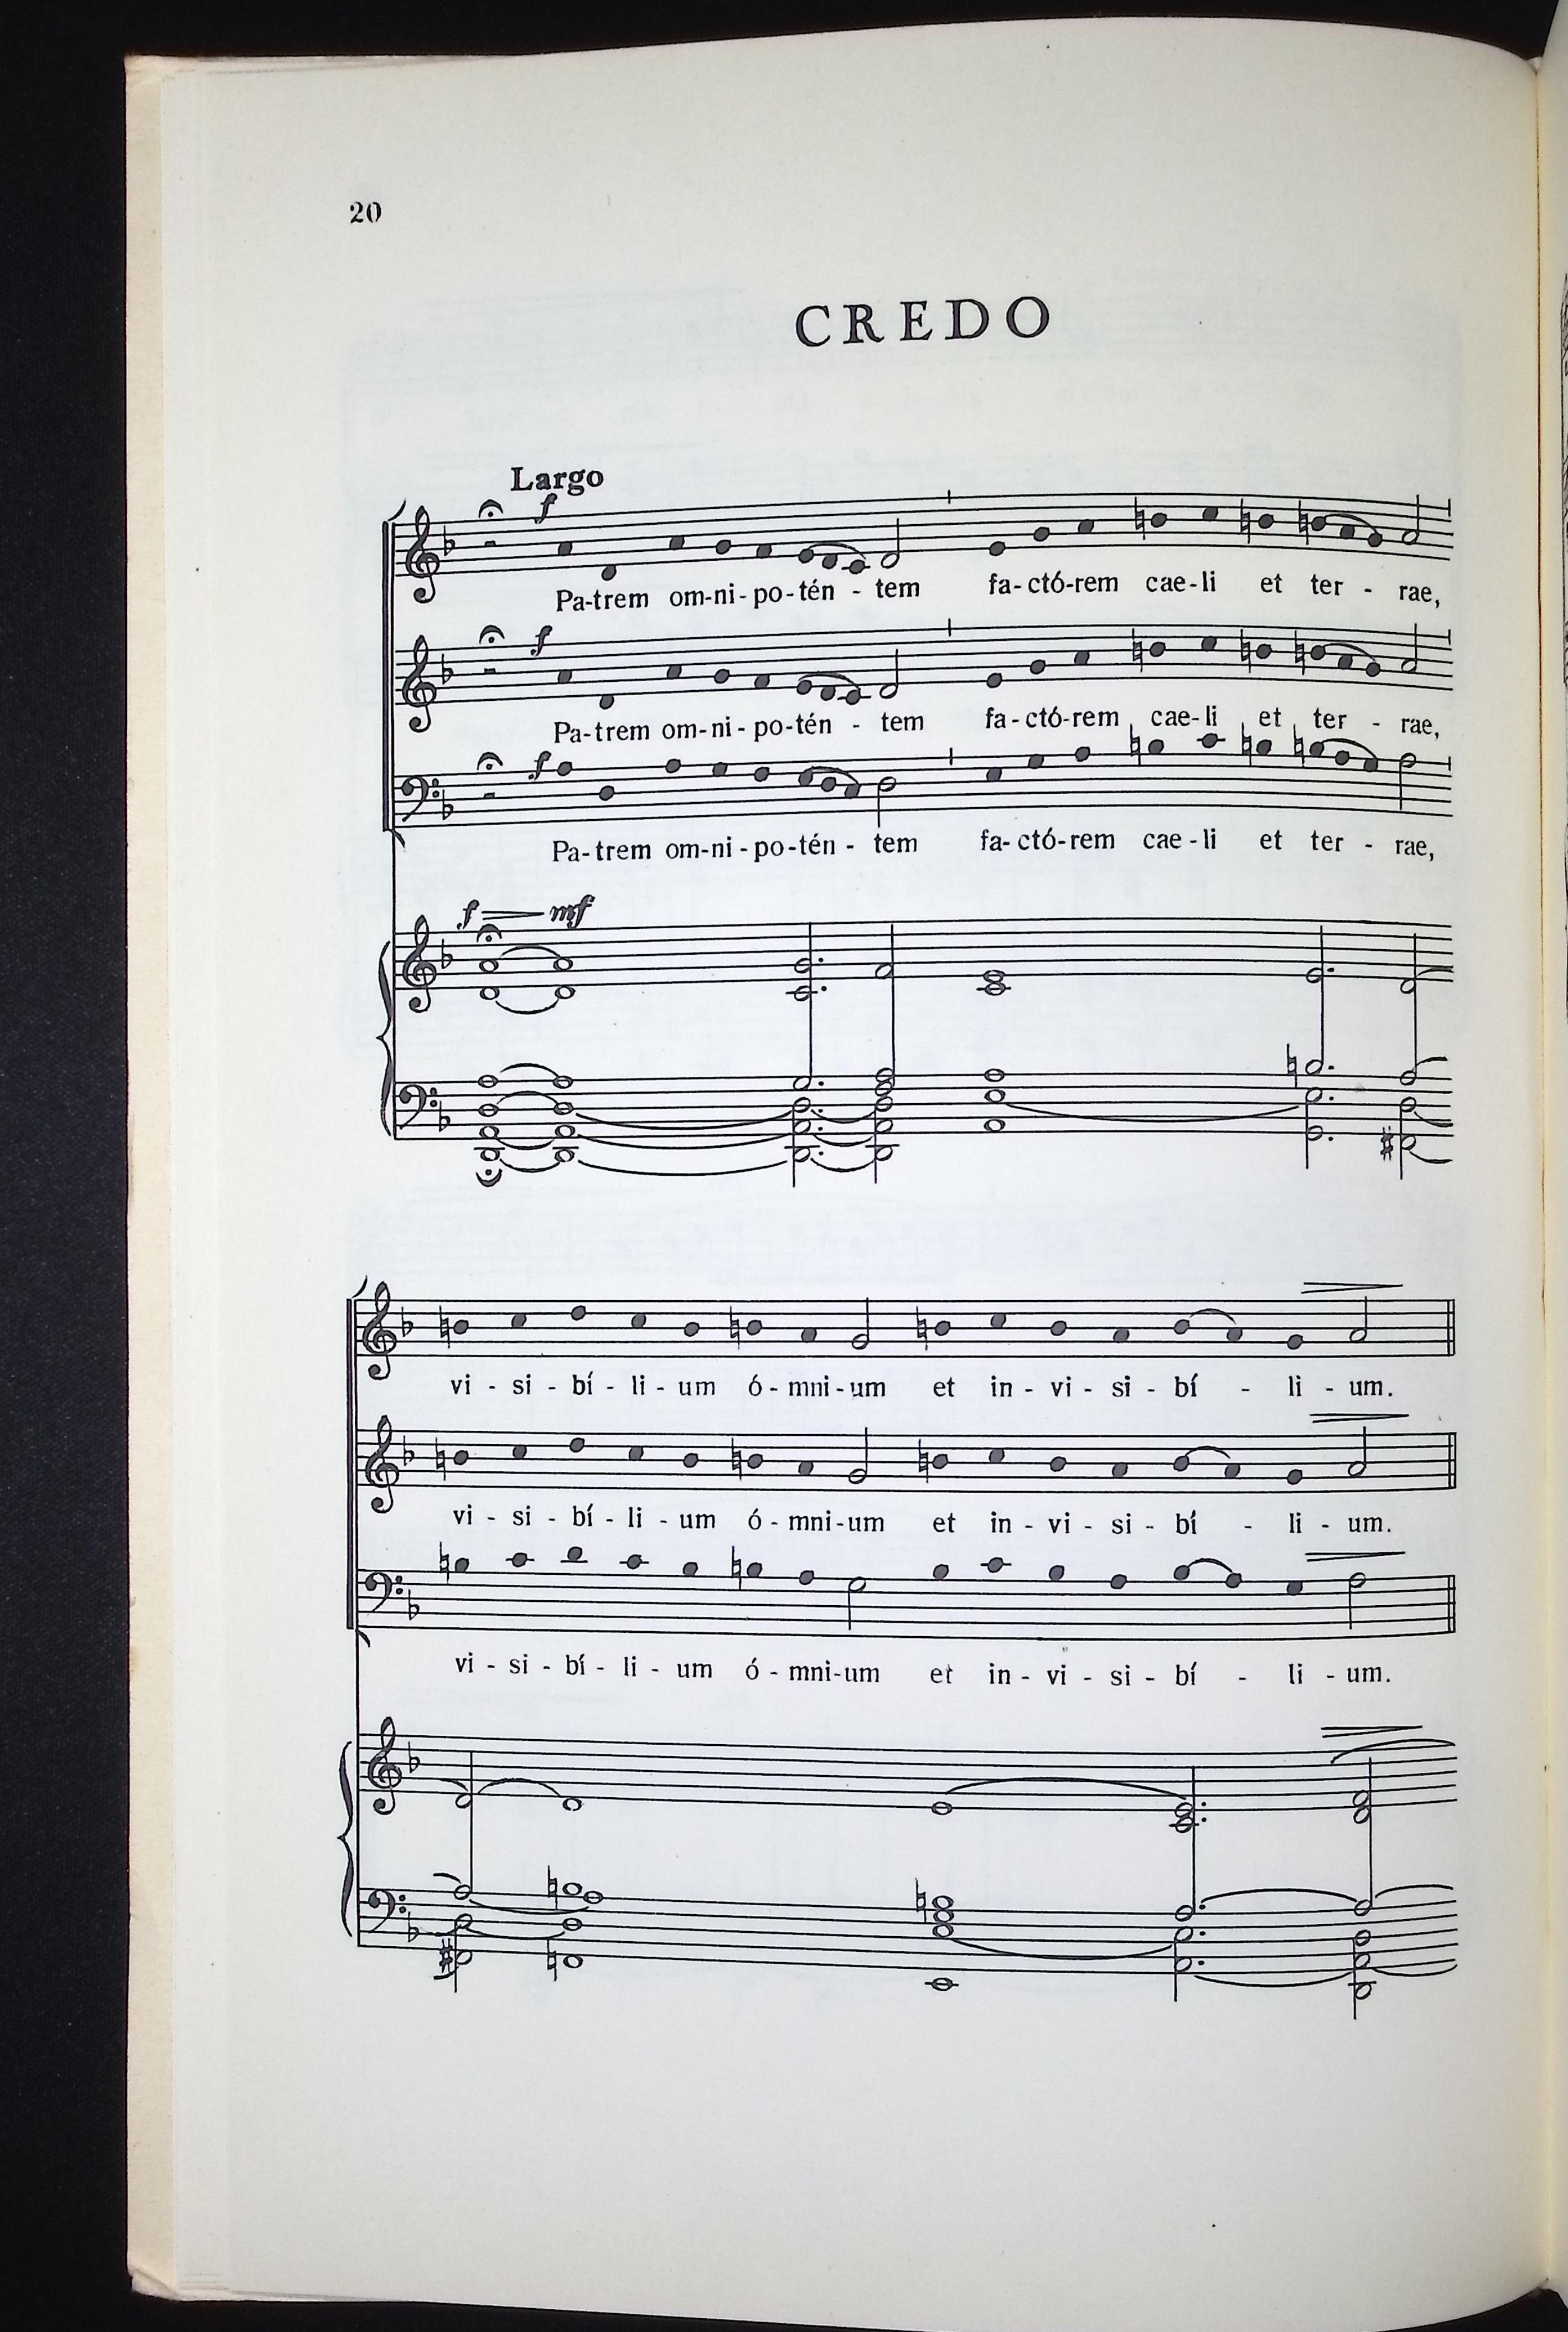 20
CREDO
Largo
f
Pa-trem om-ni-po-tén - tem fa-ctó-rem cae-li et ter - rae,
f
Pa-trem om-ni-po-tén - tem fa-ctó-rem cae-li et ter - rae,
f
Pa-trem om-ni-po-tén - tem fa-ctó-rem cae-li et ter - rae,
f mf
vi - si - bí - li - um ó - mni-um et in - vi - si - bí - li - um.
vi - si - bí - li - um ó - mni-um et in - vi - si - bí - li - um.
vi - si - bí - li - um ó - mni-um et in - vi - si - bí - li - um.